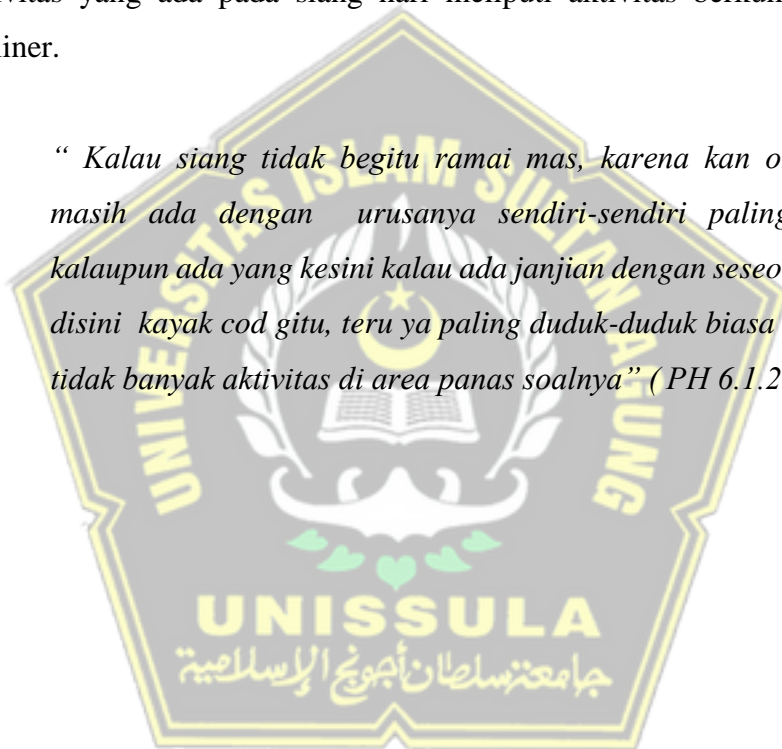 vitas yang ada pada siang hari meliputi aktivitas berkum
iner.
“ Kalau siang tidak begitu ramai mas, karena kan o
masih ada dengan urusanya sendiri-sendiri paling
kalaupun ada yang kesini kalau ada janjian dengan seseo
disini kayak cod gitu, teru ya paling duduk-duduk biasa
tidak banyak aktivitas di area panas soalnya” ( PH 6.1.2
UNIVERSITAS ISLAM SULTAN AGUNG
UNISSULA
جامعتسلطان أجونج الإسلامية